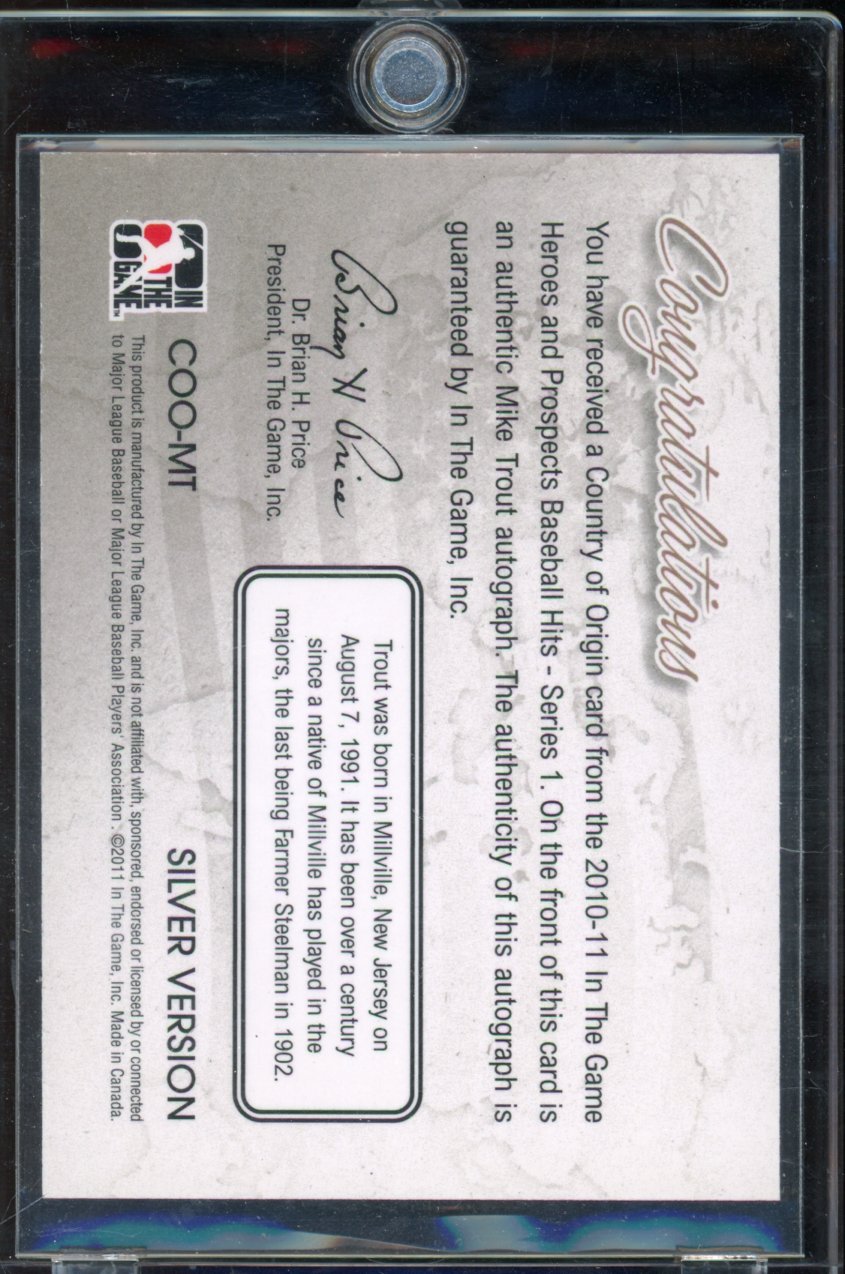 Congratulations
You have received a Country of Origin card from the 2010-11 In The Game
Heroes and Prospects Baseball Hits - Series 1. On the front of this card is
an authentic Mike Trout autograph. The authenticity of this autograph is
guaranteed by In The Game, Inc.
Brian H Price
Dr. Brian H. Price
President, In The Game, Inc.
Trout was born in Millville, New Jersey on
August 7, 1991. It has been over a century
since a native of Millville has played in the
majors, the last being Farmer Steelman in 1902.
IN
THE
GAME™
COO-MT
SILVER VERSION
This product is manufactured by In The Game, Inc. and is not affiliated with, sponsored, endorsed or licensed by or connected
to Major League Baseball or Major League Baseball Players' Association . ©2011 In The Game, Inc. Made in Canada.